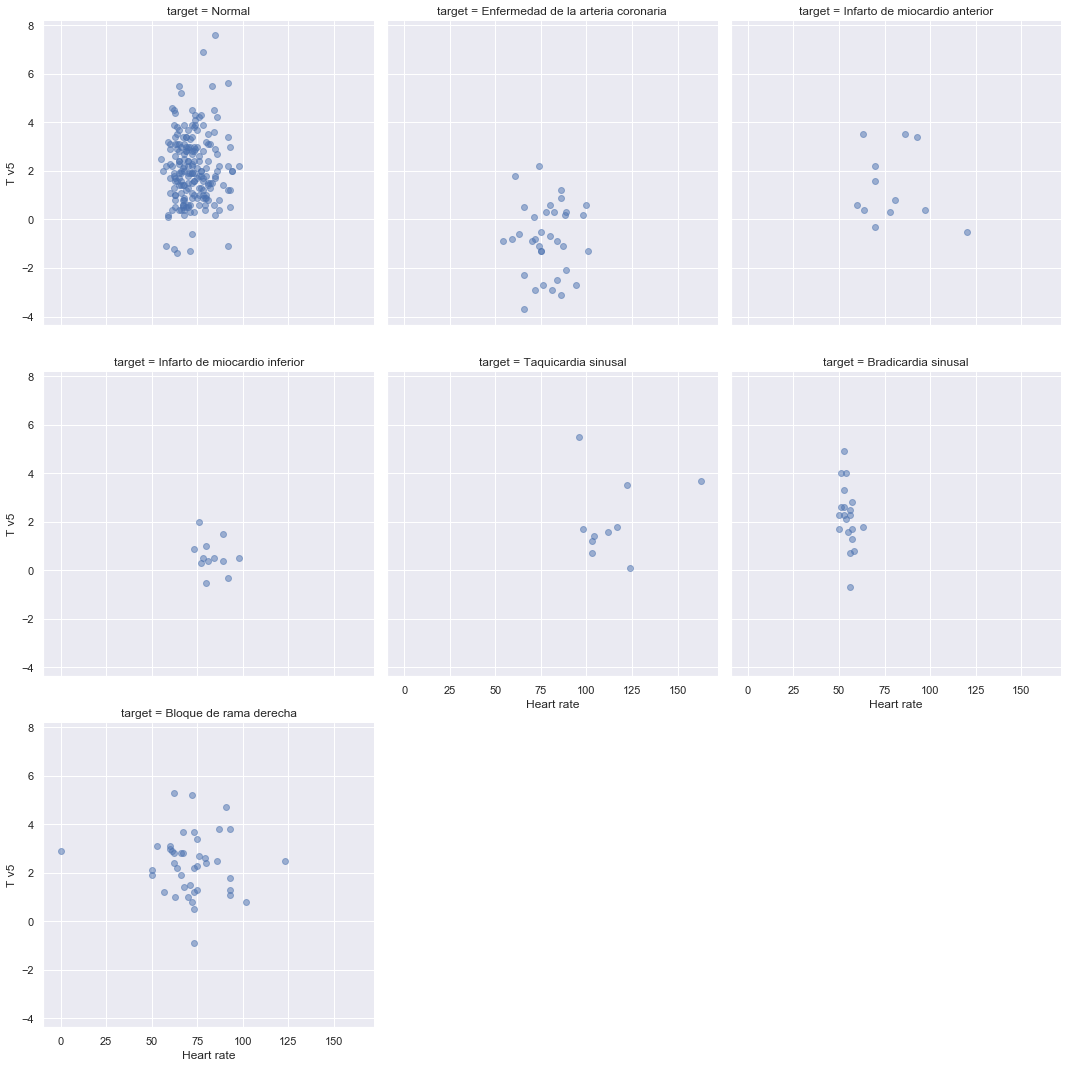 target = Normal
target = Enfermedad de la arteria coronaria
target = Infarto de miocardio anterior
8
6
4
2
0
−2
−4
T v5
target = Infarto de miocardio inferior
target = Taquicardia sinusal
target = Bradicardia sinusal
8
6
4
2
0
−2
−4
T v5
0 25 50 75 100 125 150
Heart rate
0 25 50 75 100 125 150
Heart rate
target = Bloque de rama derecha
8
6
4
2
0
−2
−4
T v5
0 25 50 75 100 125 150
Heart rate